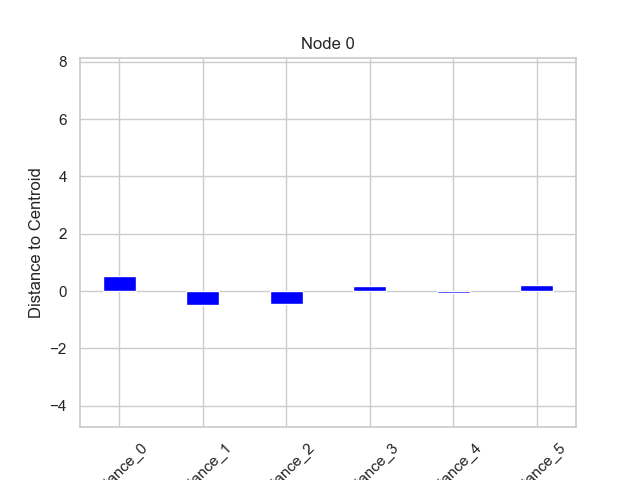 Node 0
Distance to Centroid
8
6
4
2
0
−2
−4
tance_0
tance_1
tance_2
tance_3
tance_4
tance_5